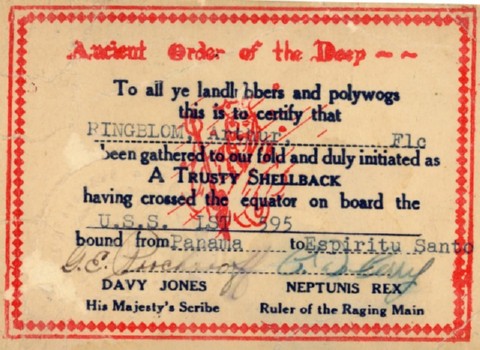 Ancient Order of the Deep ~ ~
To all ye landlubbers and polywogs
this is to certify that
RINGBLOM, Arthur, F1c
been gathered to our fold and duly initiated as
A TRUSTY SHELLBACK
having crossed the equator on board the
U.S.S. LST 595
bound from Panama to Espiritu Santo
DAVY JONES NEPTUNIS REX
His Majesty's Scribe Ruler of the Raging Main